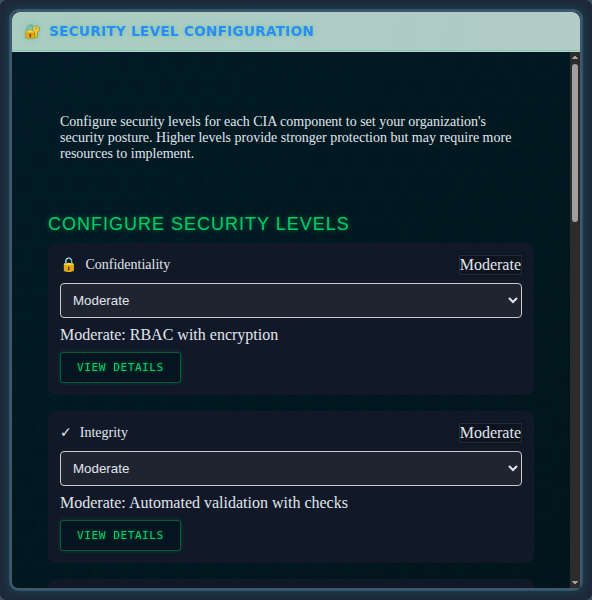 SECURITY LEVEL CONFIGURATION
Configure security levels for each CIA component to set your organization's
security posture. Higher levels provide stronger protection but may require more
resources to implement.
CONFIGURE SECURITY LEVELS
Confidentiality
Moderate
Moderate
Moderate: RBAC with encryption
VIEW DETAILS
✓ Integrity
Moderate
Moderate
Moderate: Automated validation with checks
VIEW DETAILS